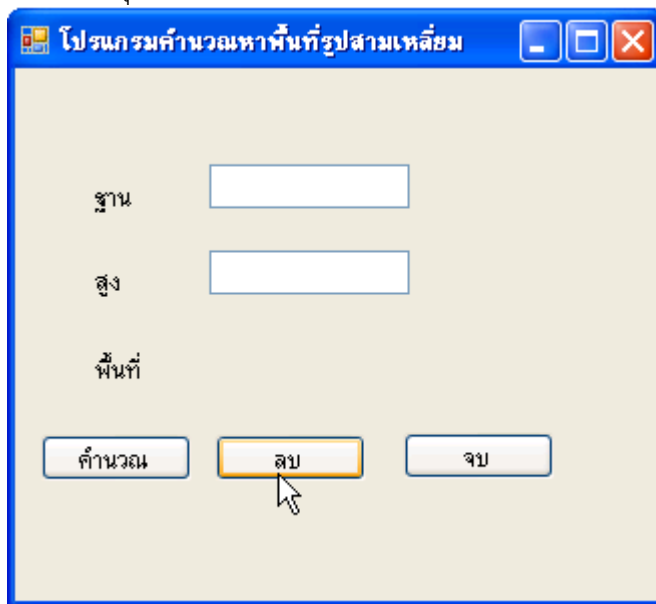 โปรแกรมคำนวณหาพื้นที่รูปสามเหลี่ยม
ฐาน
สูง
พื้นที่
คำนวณ ลบ จบ